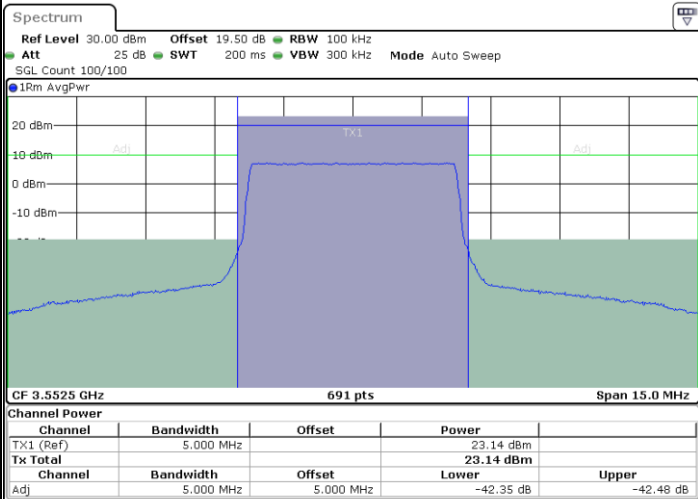 Spectrum
Ref Level 30.00 dBm Offset 19.50 dB RBW 100 kHz
Att 25 dB SWT 200 ms VBW 300 kHz Mode Auto Sweep
SGL Count 100/100
1Rm AvgPwr
20 dBm
TX1
Adj Adj
10 dBm
0 dBm
-10 dBm
CF 3.5525 GHz 691 pts Span 15.0 MHz
Channel Power
Channel Bandwidth Offset Power
TX1 (Ref) 5.000 MHz 23.14 dBm
Tx Total 23.14 dBm
Channel Bandwidth Offset Lower Upper
Adj 5.000 MHz 5.000 MHz -42.35 dB -42.48 dB